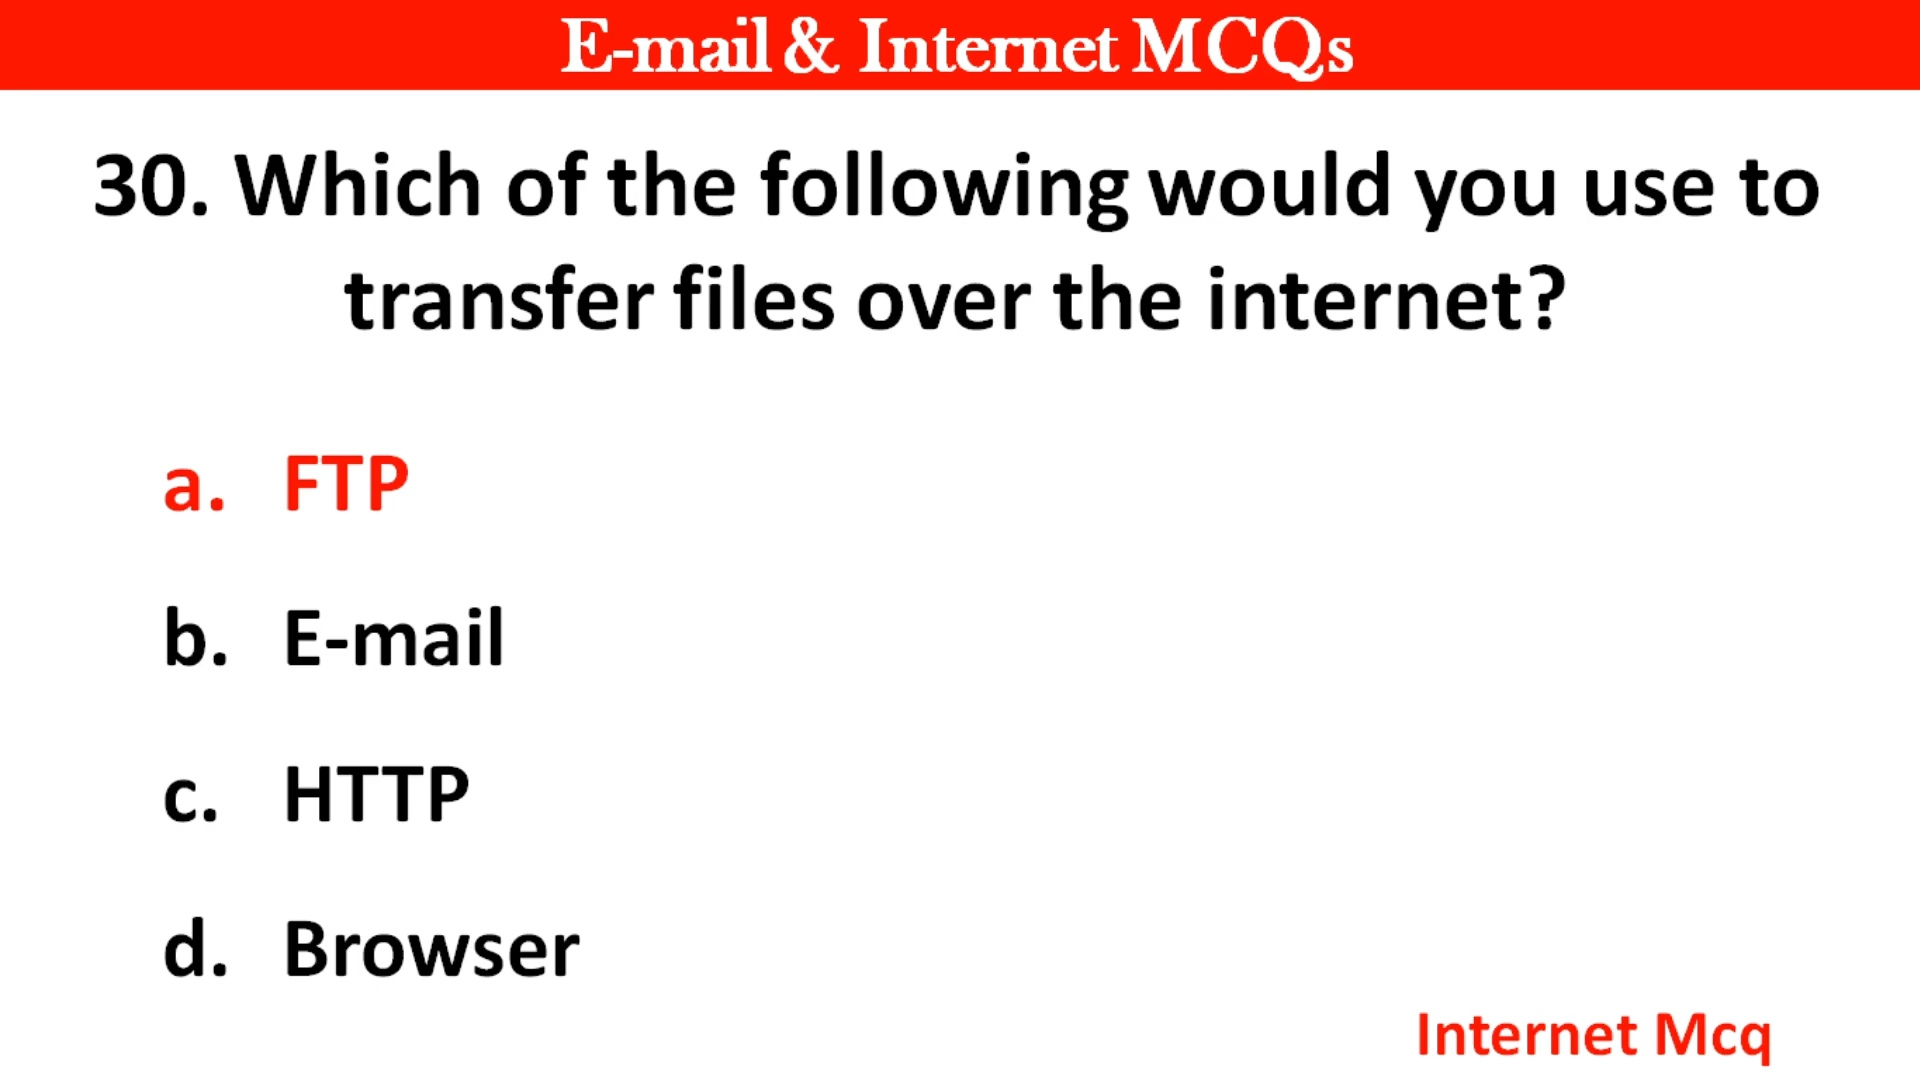 E-mail & Internet MCQs
30. Which of the following would you use to
transfer files over the internet?
a. FTP
b. E-mail
c. HTTP
d. Browser
Internet Mcq